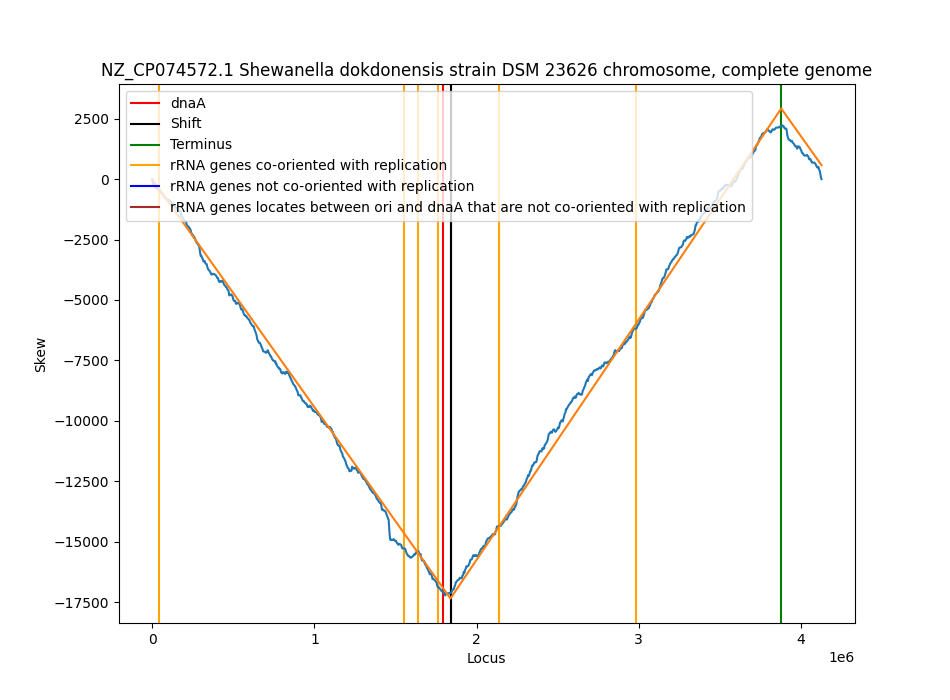 NZ_CP074572.1 Shewanella dokdonensis strain DSM 23626 chromosome, complete genome
dnaA
Shift
Terminus
rRNA genes co-oriented with replication
rRNA genes not co-oriented with replication
rRNA genes locates between ori and dnaA that are not co-oriented with replication
2500
0
−2500
−5000
−7500
−10000
−12500
−15000
−17500
Skew
0 1 2 3 4
1e6
Locus